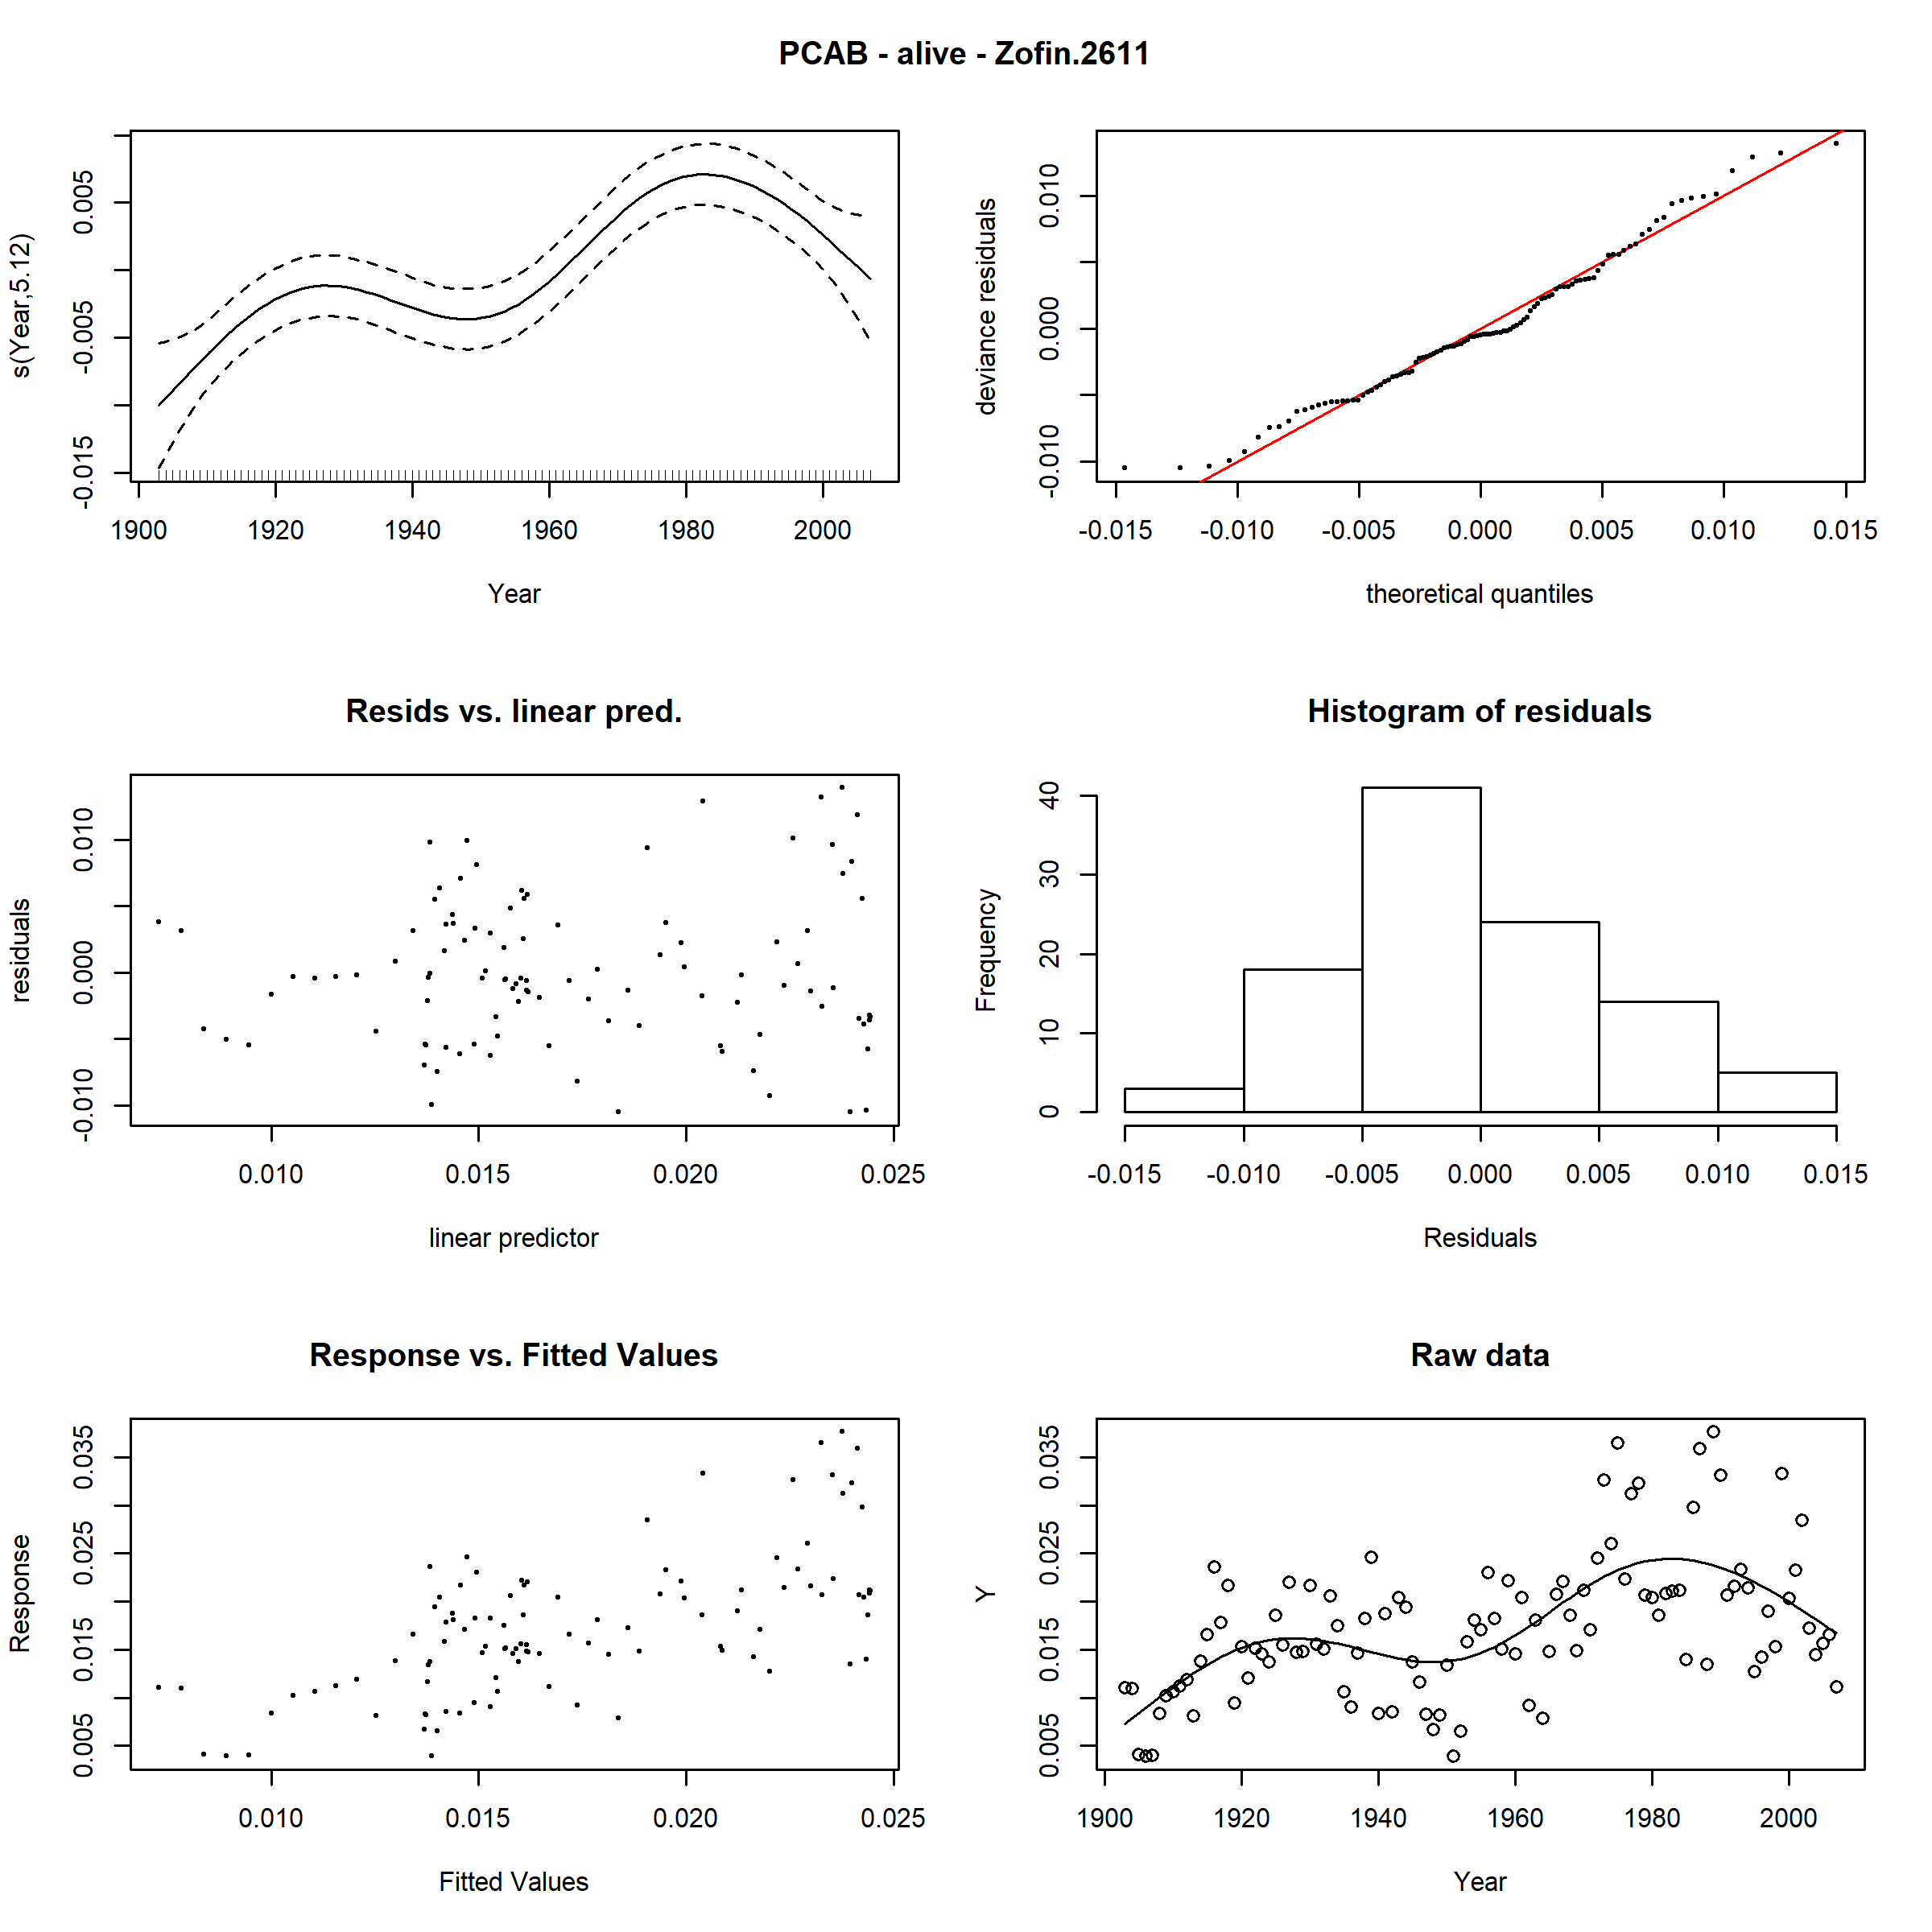 PCAB - alive - Zofin.2611
s(Year,5.12)
-0.015 -0.005 0.005
1900 1920 1940 1960 1980 2000
Year
deviance residuals
-0.010 0.000 0.010
-0.015 -0.010 -0.005 0.000 0.005 0.010 0.015
theoretical quantiles
Resids vs. linear pred.
residuals
-0.010 0.000 0.010
0.010 0.015 0.020 0.025
linear predictor
Histogram of residuals
Frequency
0 10 20 30 40
-0.015 -0.010 -0.005 0.000 0.005 0.010 0.015
Residuals
Response vs. Fitted Values
Response
0.005 0.015 0.025 0.035
0.010 0.015 0.020 0.025
Fitted Values
Raw data
Y
0.005 0.015 0.025 0.035
1900 1920 1940 1960 1980 2000
Year